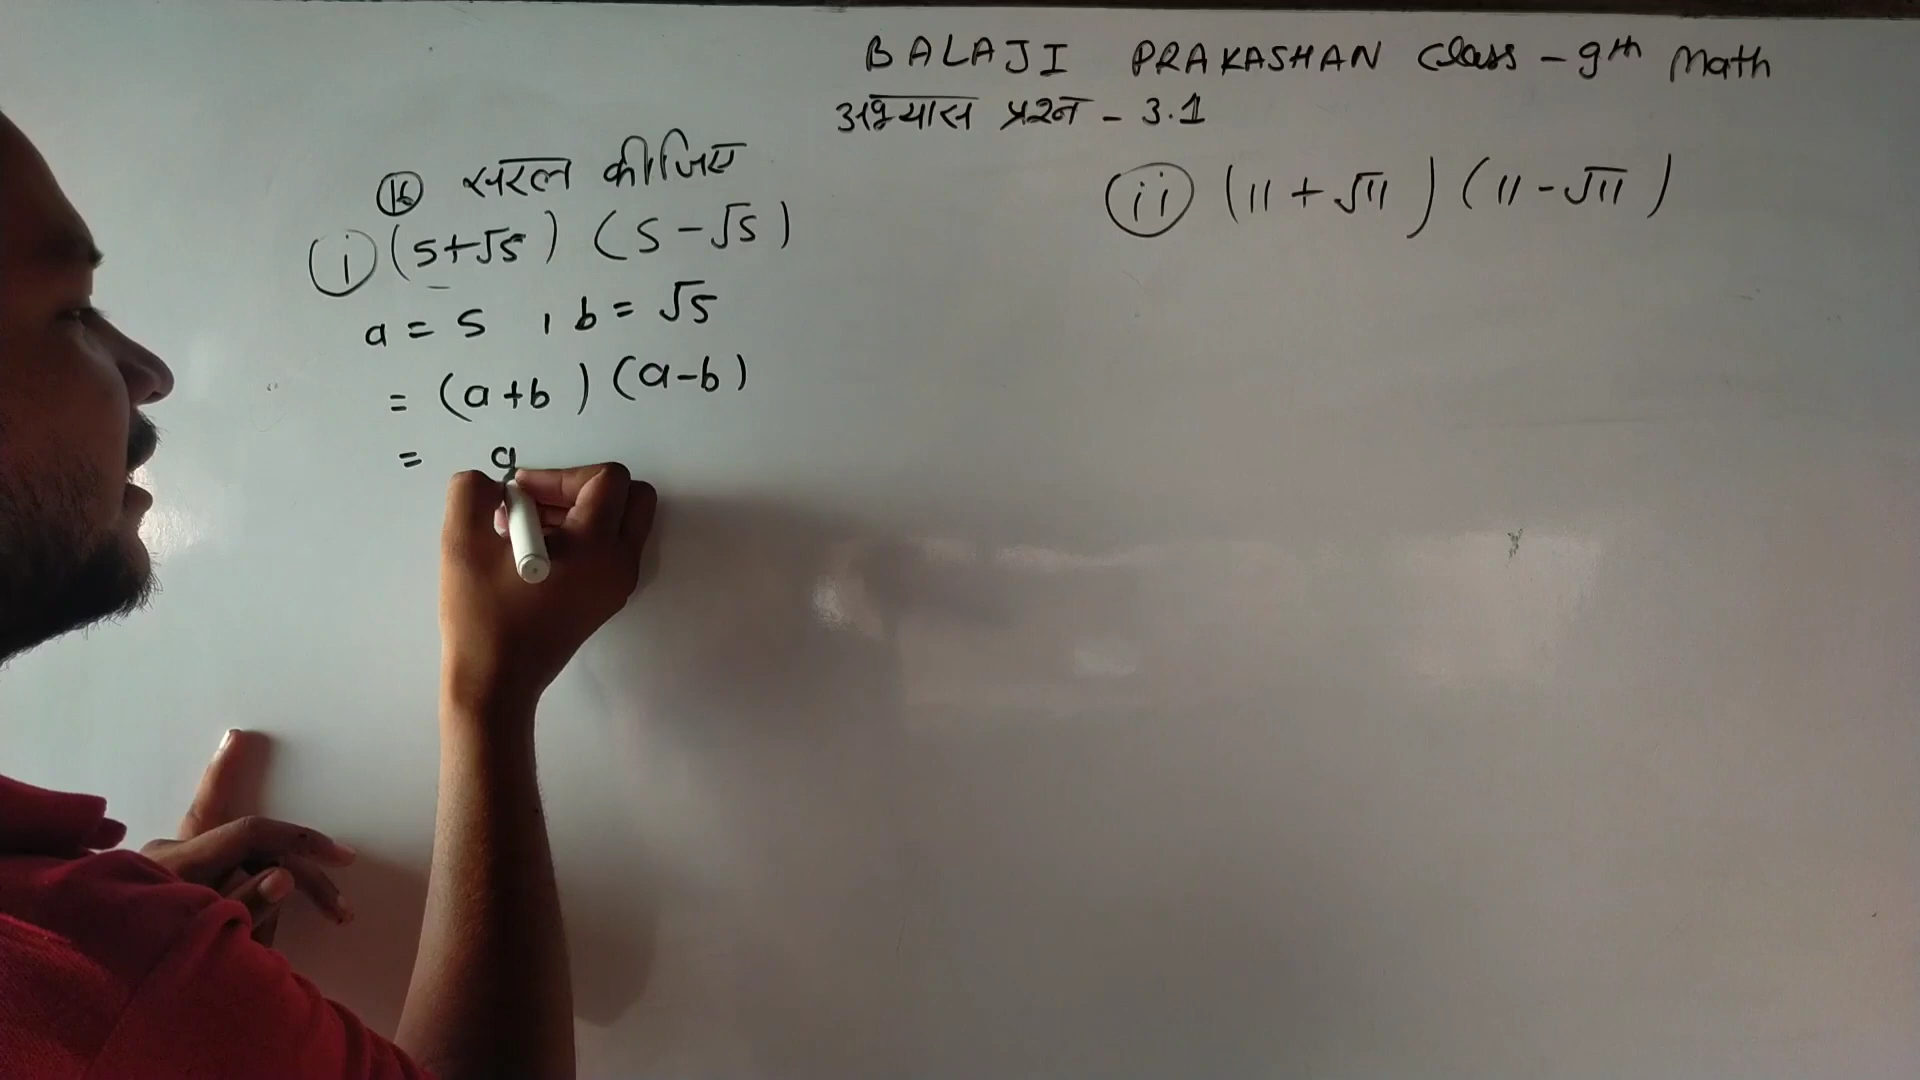 BALAJI PRAKASHAN Class - 9th Math
अभ्यास प्रश्न - 3.1
⑯ सरल कीजिए
(i) (5+√5) (5-√5)
a = 5 , b = √5
= (a+b) (a-b)
= a
(ii) (11+√11) (11-√11)